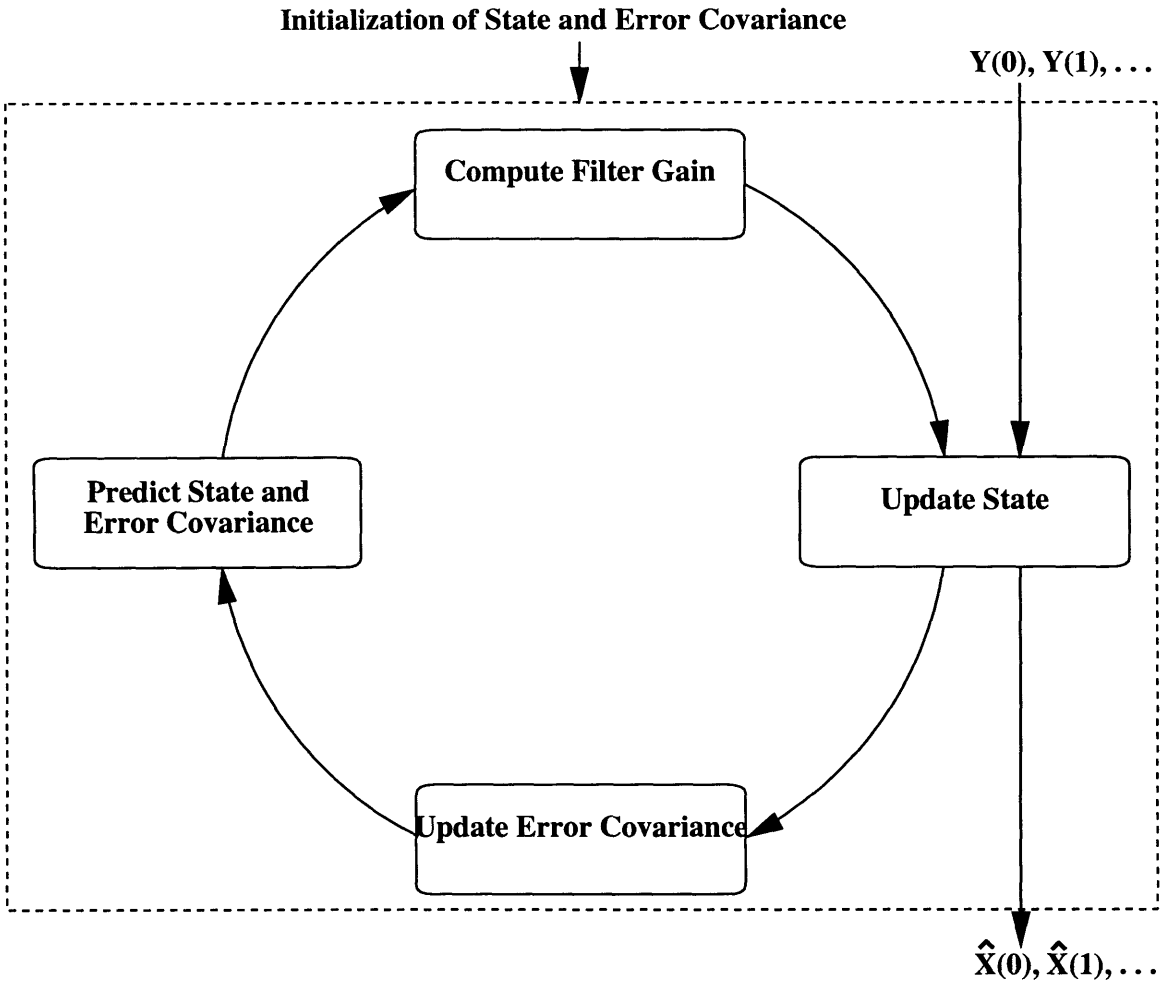 Initialization of State and Error Covariance
Y(0), Y(1), . . .
Compute Filter Gain
Predict State and
Error Covariance
Update State
Update Error Covariance
X̂(0), X̂(1), . . .